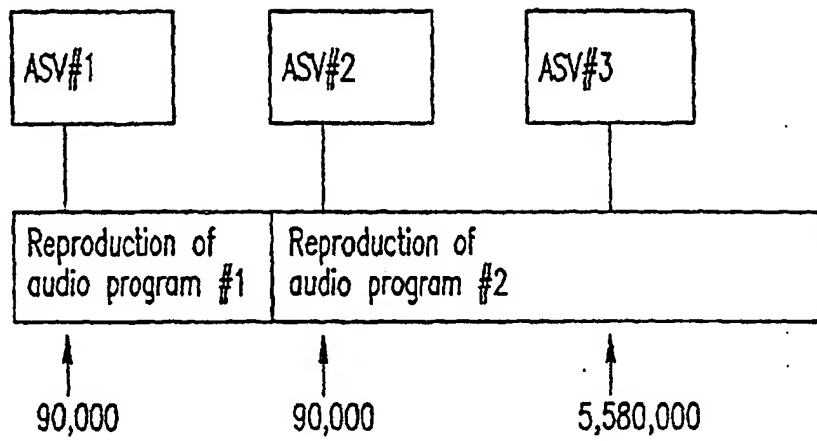 ASV#1
ASV#2
ASV#3
Reproduction of
audio program #1
Reproduction of
audio program #2
90,000
90,000
5,580,000